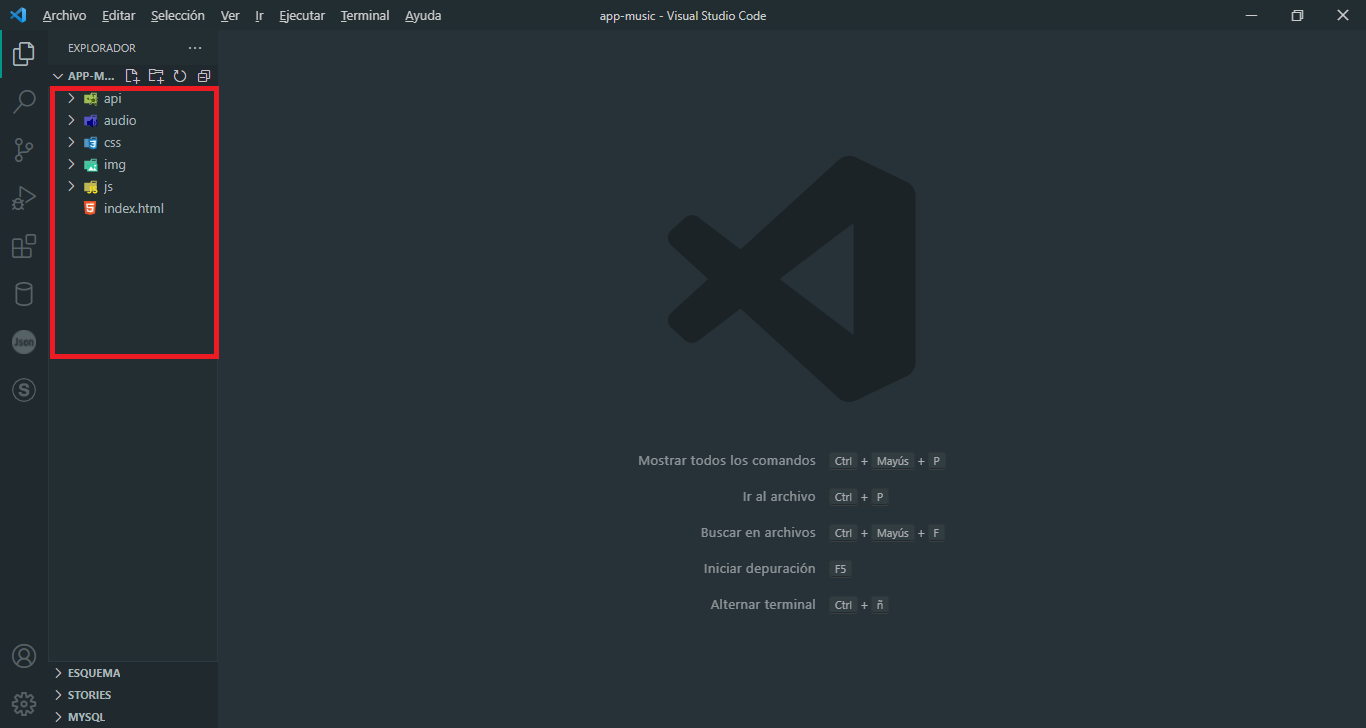 Archivo Editar Selección Ver Ir Ejecutar Terminal Ayuda
app-music - Visual Studio Code
EXPLORADOR
APP-M...
api
audio
css
img
js
index.html
Json
S
Mostrar todos los comandos Ctrl + Mayús + P
Ir al archivo Ctrl + P
Buscar en archivos Ctrl + Mayús + F
Iniciar depuración F5
Alternar terminal Ctrl + ñ
ESQUEMA
STORIES
MYSQL